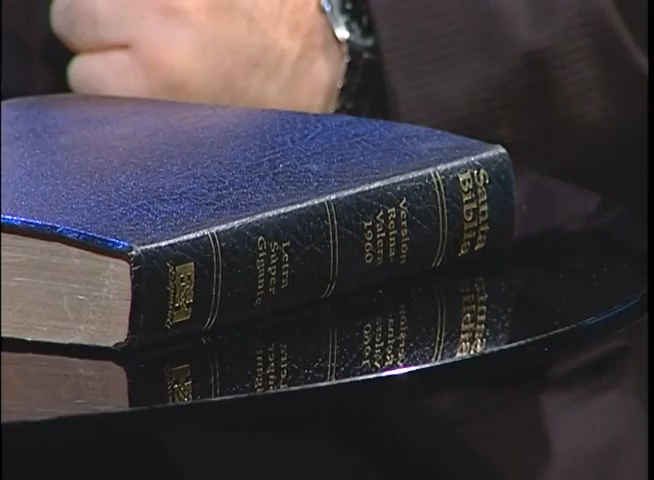 Santa
Biblia
Versión
Reina-
Valera
1960
Letra
Súper
Gigante